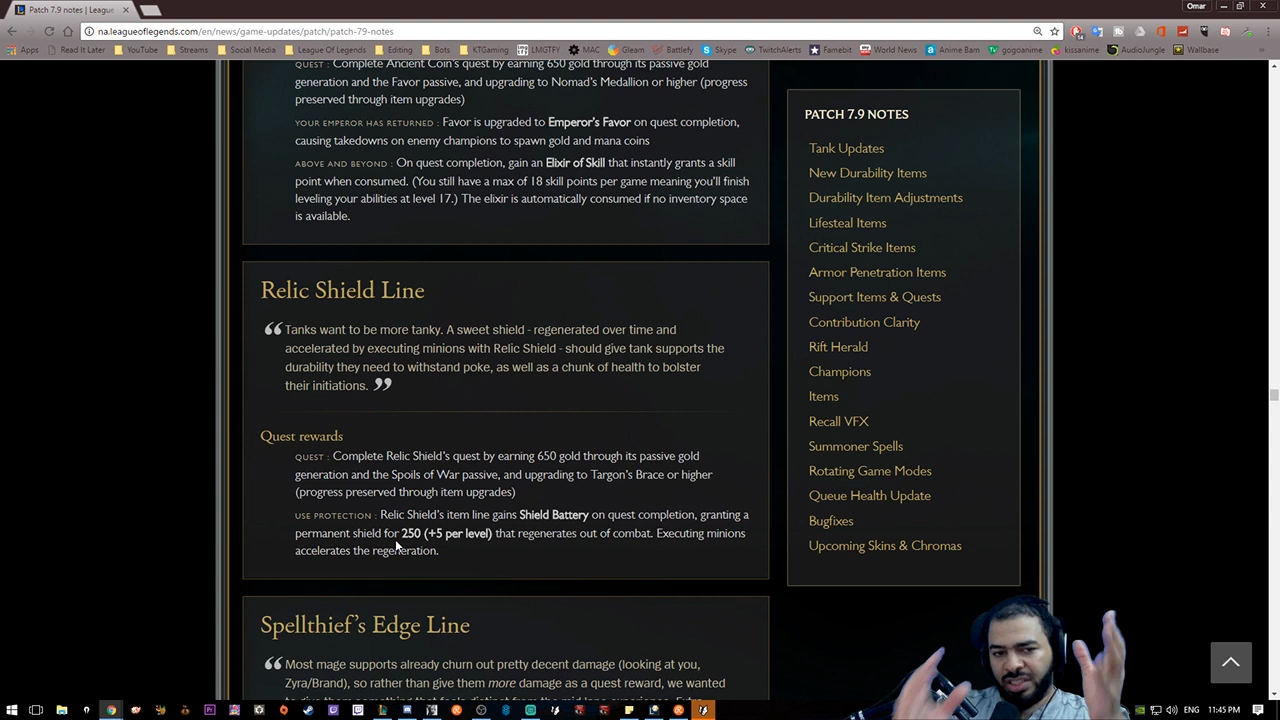 Patch 7.9 notes | League
Omar
na.leagueoflegends.com/en/news/game-updates/patch/patch-79-notes
Apps Read It Later YouTube Streams Social Media League Of Legends Editing Bots KTGaming LMGTFY MAC Gleam Battlefy Skype TwitchAlerts Famebit World News Anime Bam gogoanime kissanime AudioJungle Wallbase
QUEST : Complete Ancient Coin's quest by earning 650 gold through its passive gold
generation and the Favor passive, and upgrading to Nomad's Medallion or higher (progress
preserved through item upgrades)
YOUR EMPEROR HAS RETURNED : Favor is upgraded to Emperor's Favor on quest completion,
causing takedowns on enemy champions to spawn gold and mana coins
ABOVE AND BEYOND : On quest completion, gain an Elixir of Skill that instantly grants a skill
point when consumed. (You still have a max of 18 skill points per game meaning you'll finish
leveling your abilities at level 17.) The elixir is automatically consumed if no inventory space
is available.
Relic Shield Line
"Tanks want to be more tanky. A sweet shield - regenerated over time and
accelerated by executing minions with Relic Shield - should give tank supports the
durability they need to withstand poke, as well as a chunk of health to bolster
their initiations."
Quest rewards
QUEST : Complete Relic Shield's quest by earning 650 gold through its passive gold
generation and the Spoils of War passive, and upgrading to Targon's Brace or higher
(progress preserved through item upgrades)
USE PROTECTION : Relic Shield's item line gains Shield Battery on quest completion, granting a
permanent shield for 250 (+5 per level) that regenerates out of combat. Executing minions
accelerates the regeneration.
Spellthief's Edge Line
"Most mage supports already churn out pretty decent damage (looking at you,
Zyra/Brand), so rather than give them more damage as a quest reward, we wanted
PATCH 7.9 NOTES
Tank Updates
New Durability Items
Durability Item Adjustments
Lifesteal Items
Critical Strike Items
Armor Penetration Items
Support Items & Quests
Contribution Clarity
Rift Herald
Champions
Items
Recall VFX
Summoner Spells
Rotating Game Modes
Queue Health Update
Bugfixes
Upcoming Skins & Chromas
ENG 11:45 PM